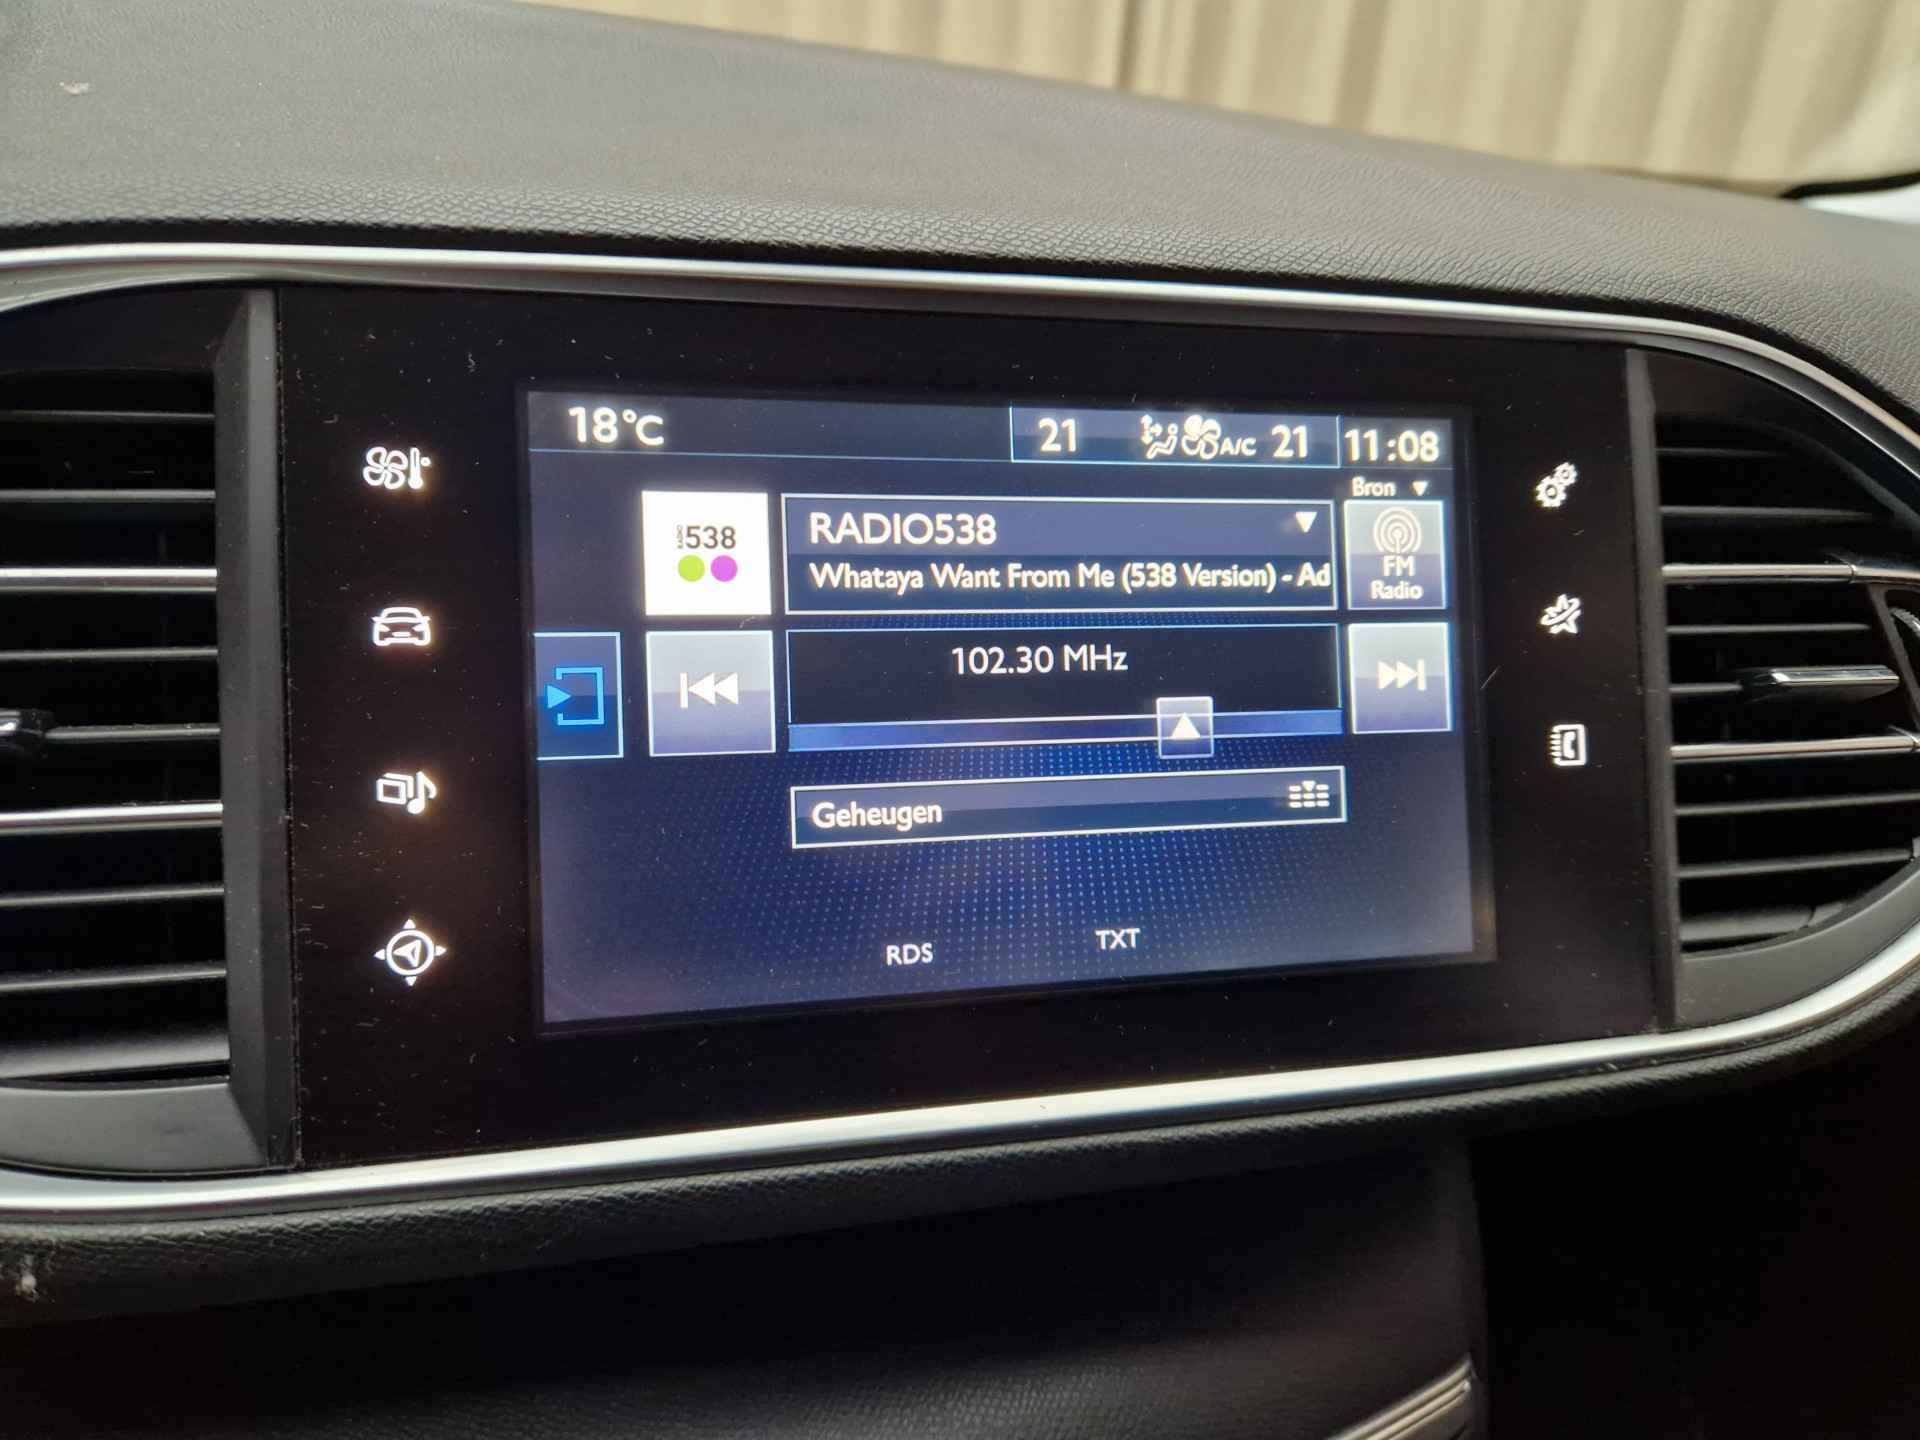 18°C 21 A/C 21 11:08
Bron
RADIO 538
RADIO538
Whataya Want From Me (538 Version) - Ad
FM
Radio
102.30 MHz
Geheugen
RDS TXT